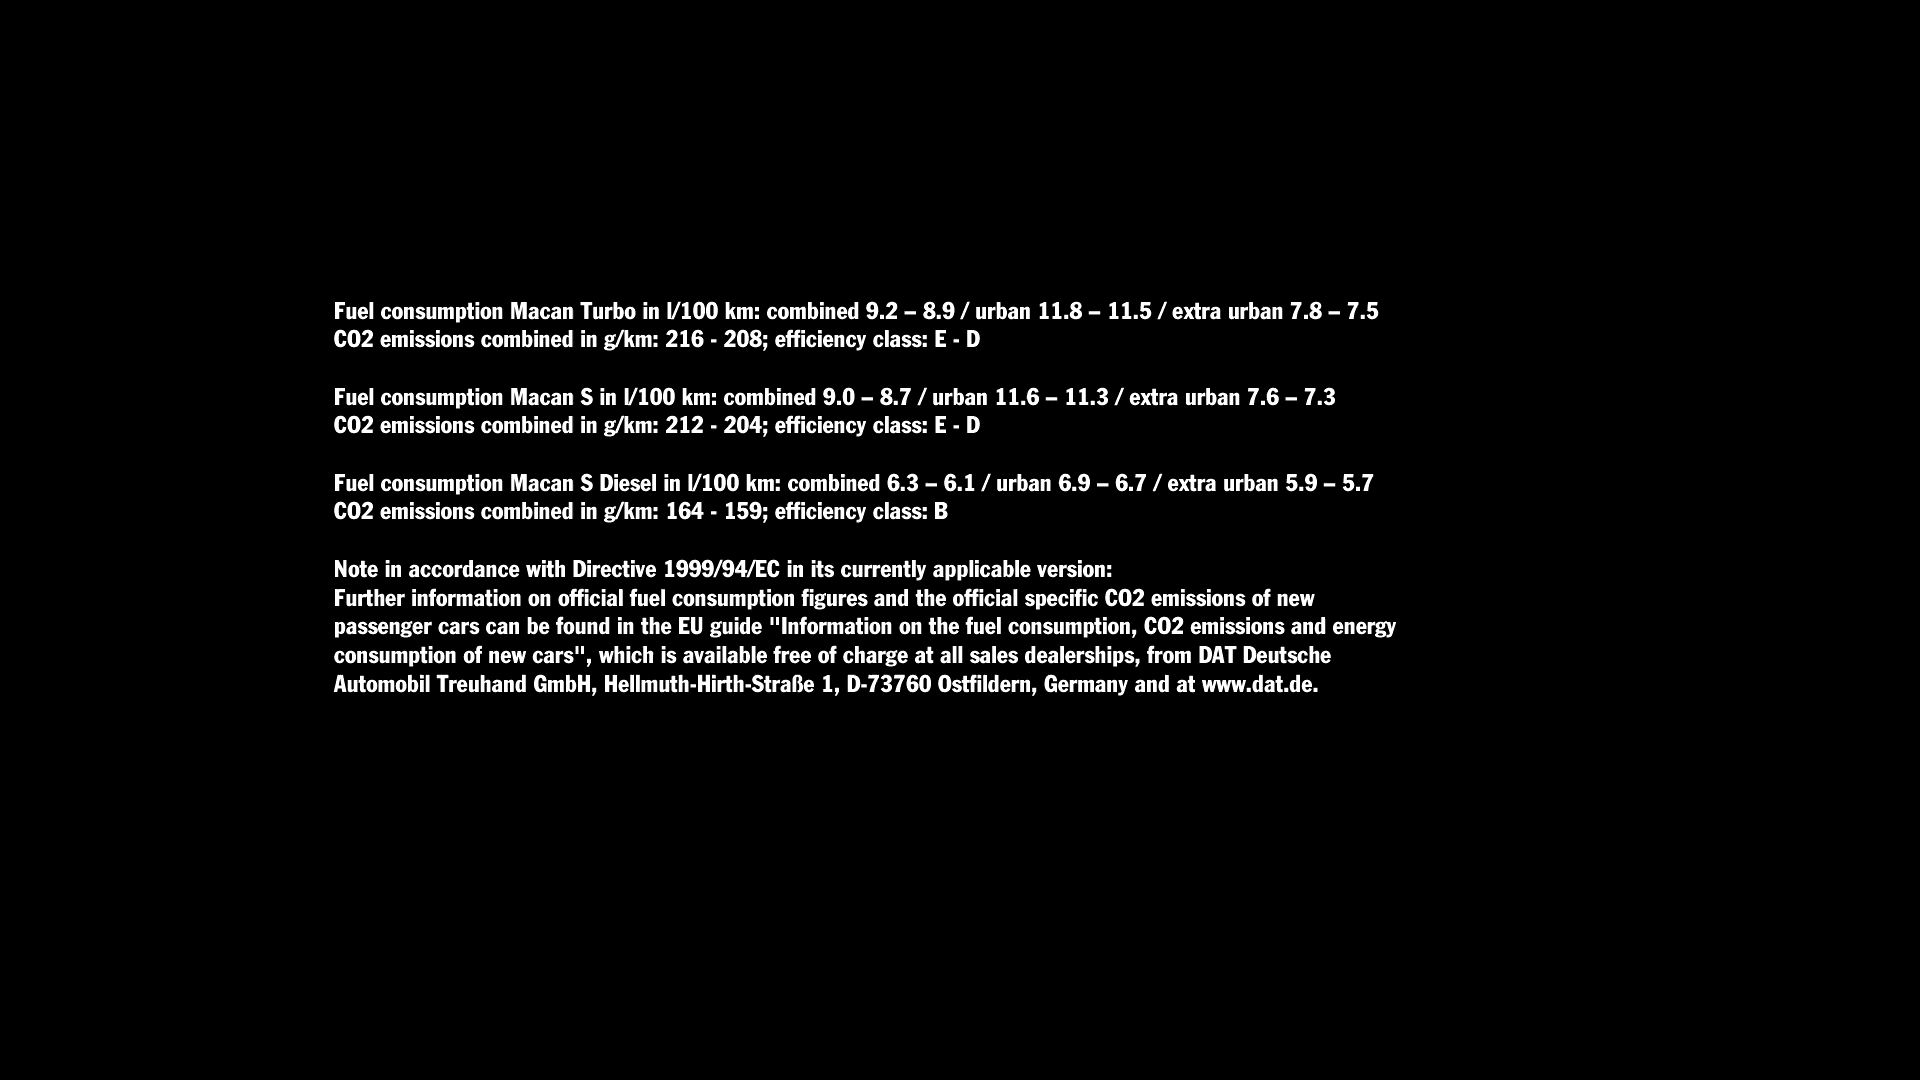 Fuel consumption Macan Turbo in l/100 km: combined 9.2 – 8.9 / urban 11.8 – 11.5 / extra urban 7.8 – 7.5
CO2 emissions combined in g/km: 216 - 208; efficiency class: E - D
Fuel consumption Macan S in l/100 km: combined 9.0 – 8.7 / urban 11.6 – 11.3 / extra urban 7.6 – 7.3
CO2 emissions combined in g/km: 212 - 204; efficiency class: E - D
Fuel consumption Macan S Diesel in l/100 km: combined 6.3 – 6.1 / urban 6.9 – 6.7 / extra urban 5.9 – 5.7
CO2 emissions combined in g/km: 164 - 159; efficiency class: B
Note in accordance with Directive 1999/94/EC in its currently applicable version:
Further information on official fuel consumption figures and the official specific CO2 emissions of new
passenger cars can be found in the EU guide "Information on the fuel consumption, CO2 emissions and energy
consumption of new cars", which is available free of charge at all sales dealerships, from DAT Deutsche
Automobil Treuhand GmbH, Hellmuth-Hirth-Straße 1, D-73760 Ostfildern, Germany and at www.dat.de.